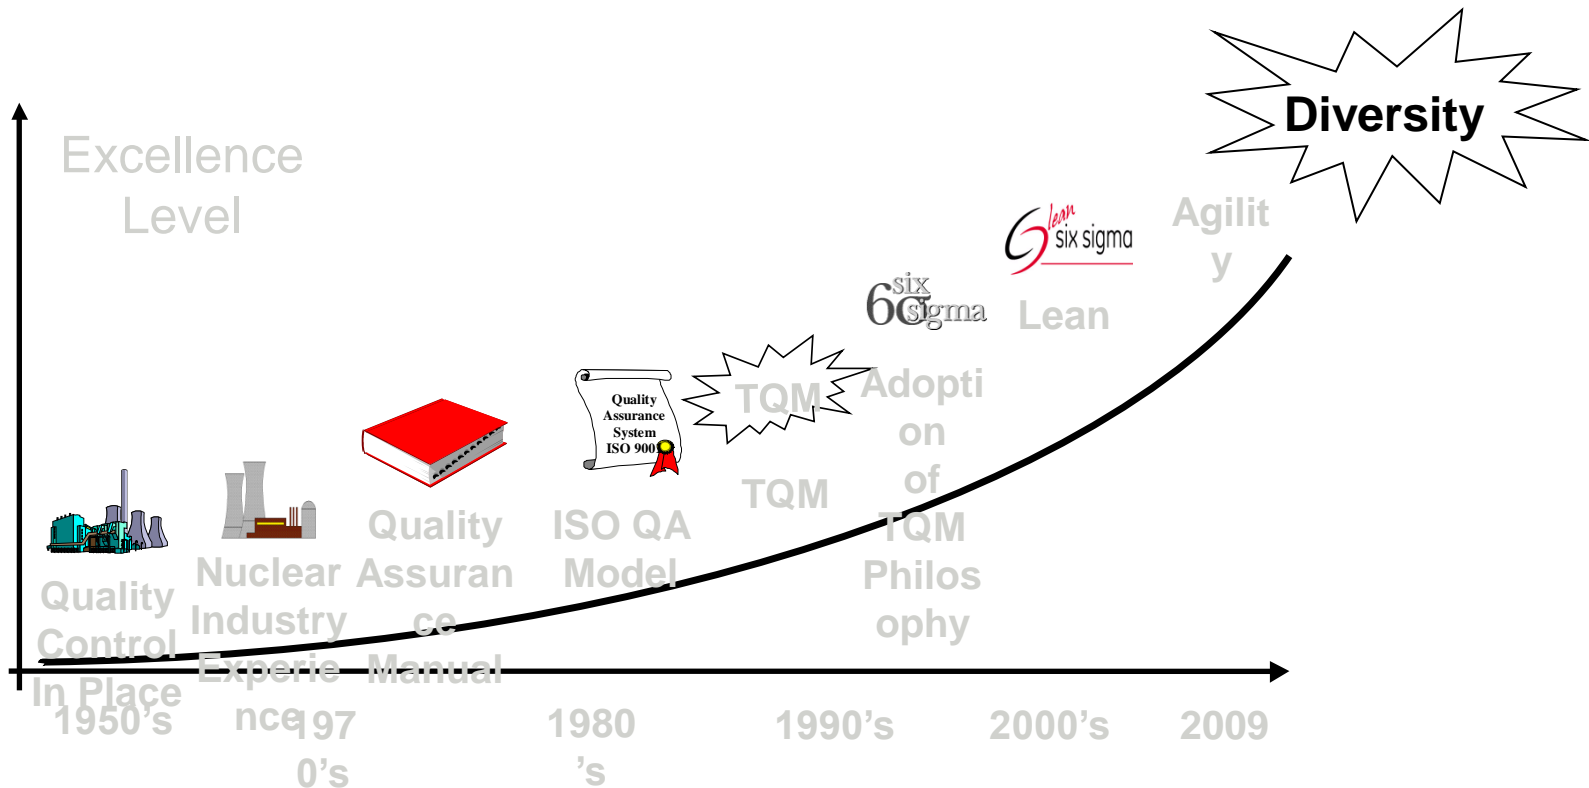 Diversity
Excellence
Level
Agilit
y
lean
six sigma
six
6σsigma
Lean
TQM
Adopti
on
of
TQM
Philos
ophy
Quality
Assurance
System
ISO 9001
TQM
Quality
Assuran
ce
Manual
ISO QA
Model
Nuclear
Industry
Experie
nce
Quality
Control
In Place
1950’s
197
0’s
1980
’s
1990’s
2000’s
2009